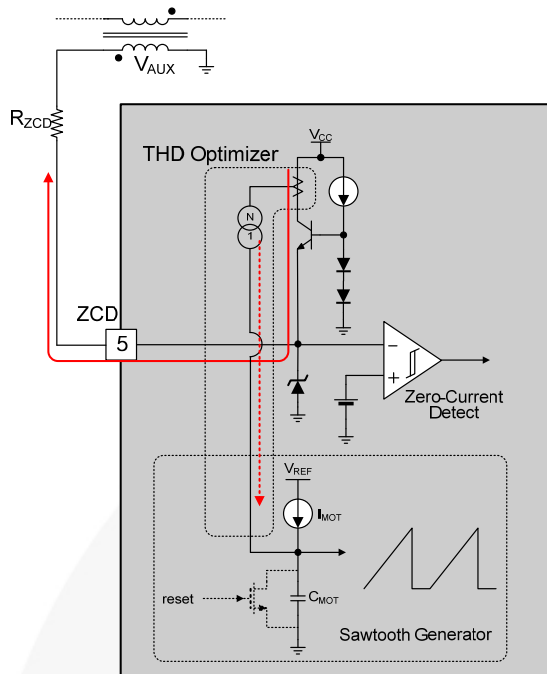 VAUX
RZCD
VCC
THD Optimizer
N
1
ZCD
5
−
+
Zero-Current
Detect
VREF
IMOT
reset
CMOT
Sawtooth Generator